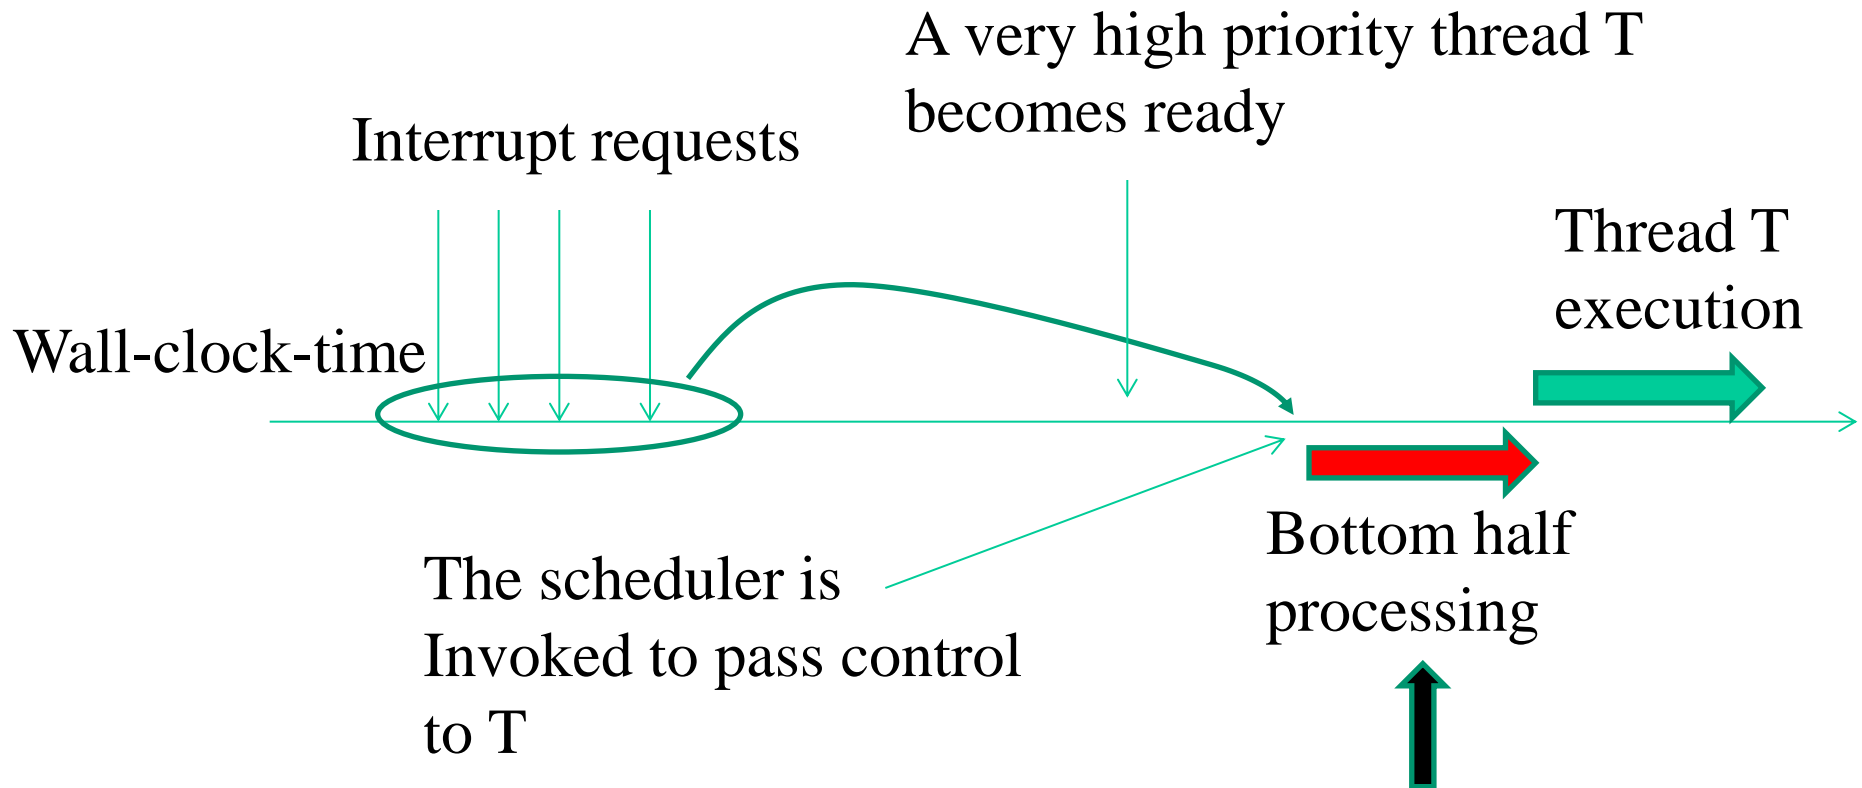 A very high priority thread T
becomes ready
Interrupt requests
Thread T
execution
Wall-clock-time
Bottom half
processing
The scheduler is
Invoked to pass control
to T